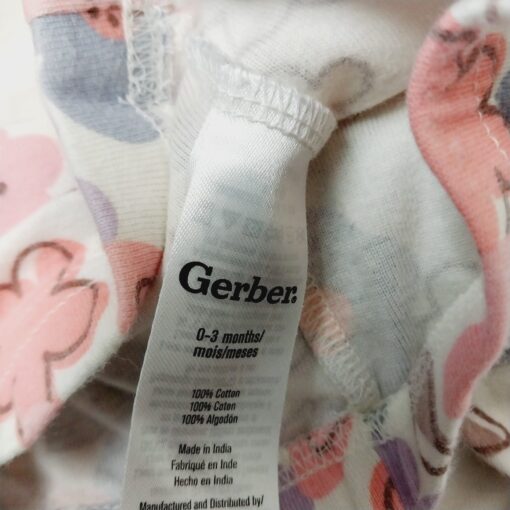 Gerber.
0-3 months/
mois/meses
100% Cotton
100% Coton
100% Algodón
Made in India
Fabriqué en Inde
Hecho en India
Manufactured and Distributed by/